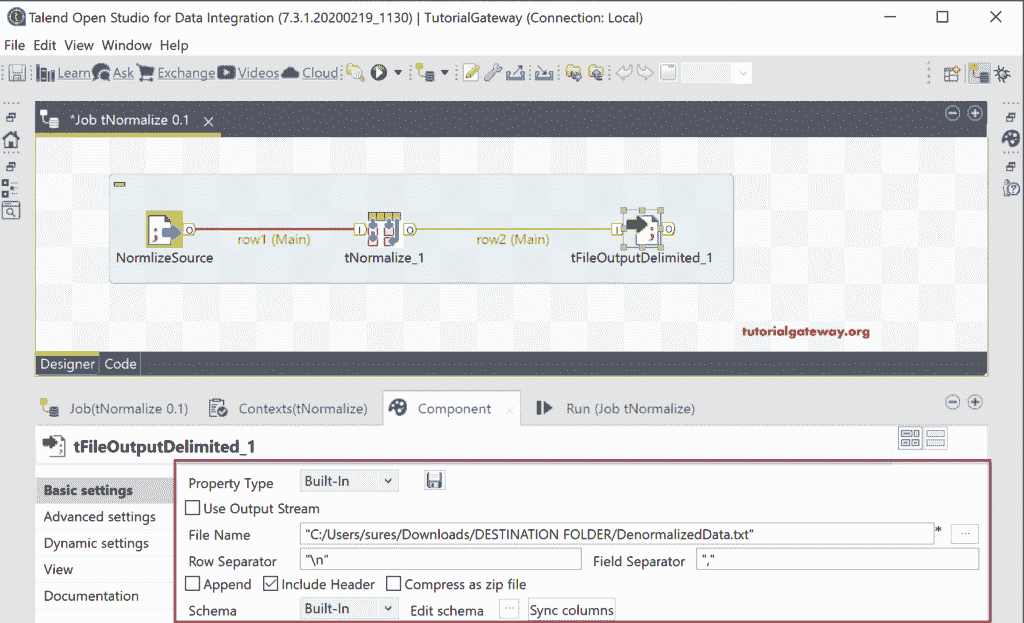 Talend Open Studio for Data Integration (7.3.1.20200219_1130) | TutorialGateway (Connection: Local)
File Edit View Window Help
Learn Ask Exchange Videos Cloud
*Job tNormalize 0.1
row1 (Main) row2 (Main)
NormlizeSource tNormalize_1 tFileOutputDelimited_1
tutorialgateway.org
Designer Code
Job(tNormalize 0.1) Contexts(tNormalize) Component Run (Job tNormalize)
tFileOutputDelimited_1
Basic settings
Advanced settings
Dynamic settings
View
Documentation
Property Type Built-In
Use Output Stream
File Name "C:/Users/sures/Downloads/DESTINATION FOLDER/DenormalizedData.txt" * ...
Row Separator "\n" Field Separator ","
Append Include Header Compress as zip file
Schema Built-In Edit schema ... Sync columns